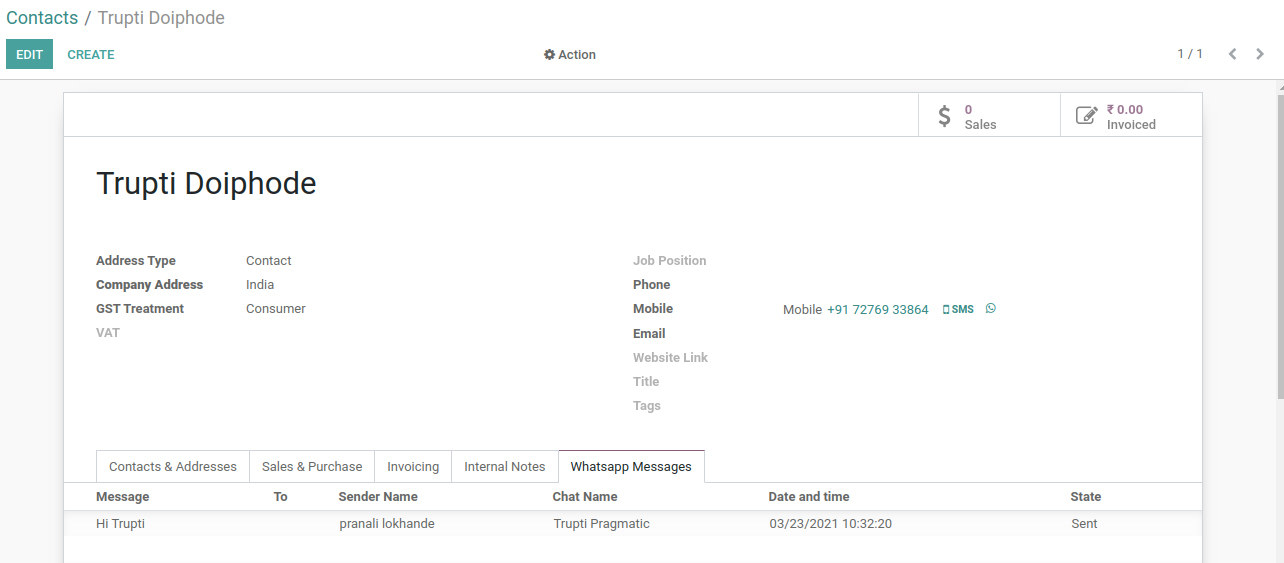 Contacts / Trupti Doiphode
EDIT CREATE Action 1 / 1
0
Sales
₹ 0.00
Invoiced
Trupti Doiphode
Address Type Contact
Company Address India
GST Treatment Consumer
VAT
Job Position
Phone
Mobile Mobile +91 72769 33864 SMS
Email
Website Link
Title
Tags
Contacts & Addresses Sales & Purchase Invoicing Internal Notes Whatsapp Messages
Message To Sender Name Chat Name Date and time State
Hi Trupti pranali lokhande Trupti Pragmatic 03/23/2021 10:32:20 Sent